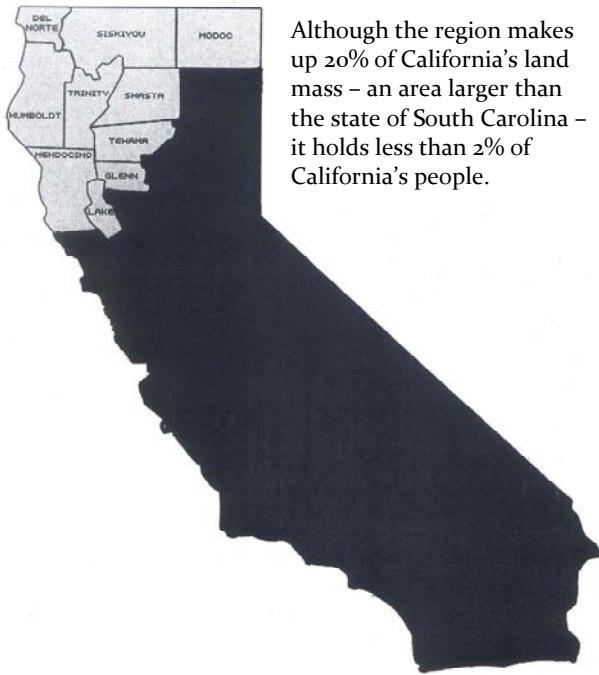 DEL
NORTE
SISKIYOU
MODOC
Although the region makes
up 20% of California’s land
mass – an area larger than
the state of South Carolina –
it holds less than 2% of
California’s people.
TRINITY
SHASTA
HUMBOLDT
TEHAMA
MENDOCINO
GLENN
LAKE